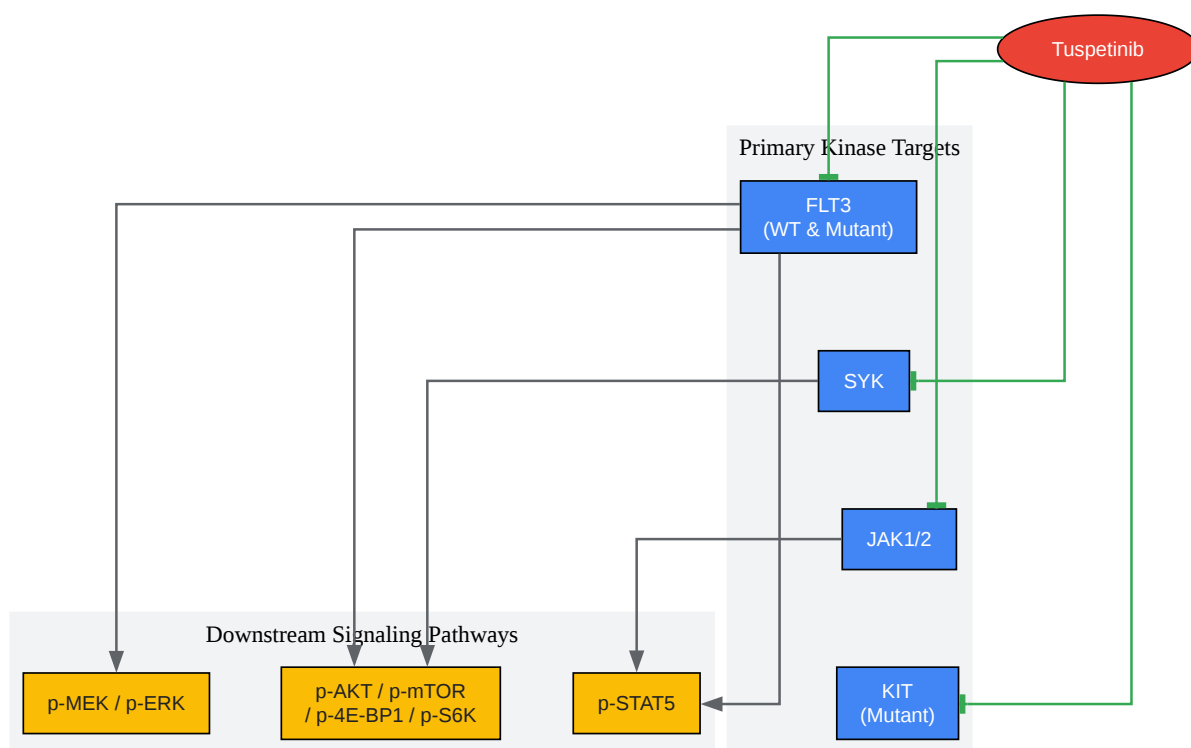 Tuspetinib
Primary Kinase Targets
FLT3
(WT & Mutant)
SYK
JAK1/2
Downstream Signaling Pathways
p-MEK / p-ERK
p-AKT / p-mTOR
/ p-4E-BP1 / p-S6K
p-STAT5
KIT
(Mutant)